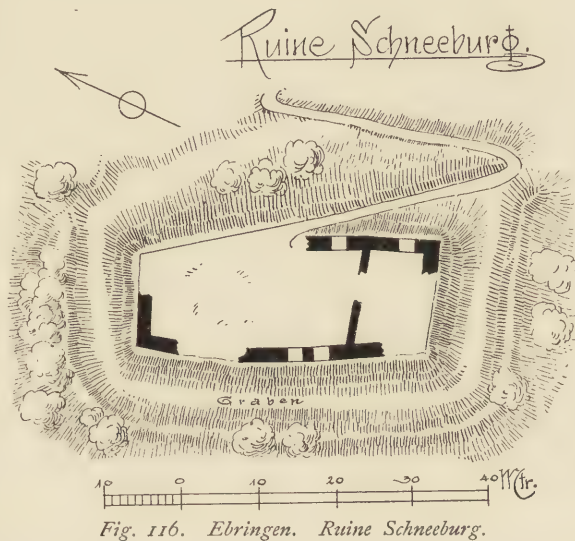 Ruine Schneeburg.
Graben
10 0 10 20 30 40 Mtr.
Fig. 116. Ebringen. Ruine Schneeburg.